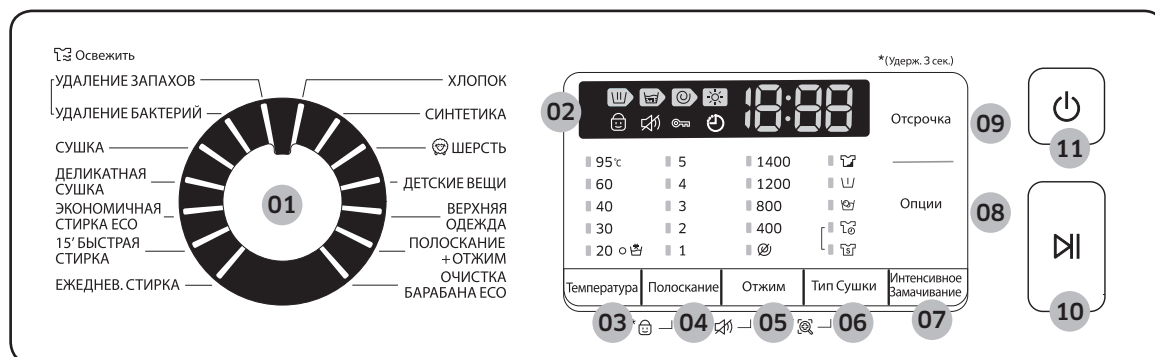 Освежить
УДАЛЕНИЕ ЗАПАХОВ
УДАЛЕНИЕ БАКТЕРИЙ
СУШКА
ДЕЛИКАТНАЯ
СУШКА
ЭКОНОМИЧНАЯ
СТИРКА ECO
15' БЫСТРАЯ
СТИРКА
ЕЖЕДНЕВ. СТИРКА
01
ХЛОПОК
СИНТЕТИКА
ШЕРСТЬ
ДЕТСКИЕ ВЕЩИ
ВЕРХНЯЯ
ОДЕЖДА
ПОЛОСКАНИЕ
+ ОТЖИМ
ОЧИСТКА
БАРАБАНА ECO
*(Удерж. 3 сек.)
02
18:88
95℃ 5 1400
60 4 1200
40 3 800
30 2 400
20 1
Отсрочка
09
Опции
08
Температура
Полоскание
Отжим
Тип Сушки
Интенсивное
Замачивание
03 * 04 05 06 07
11
10